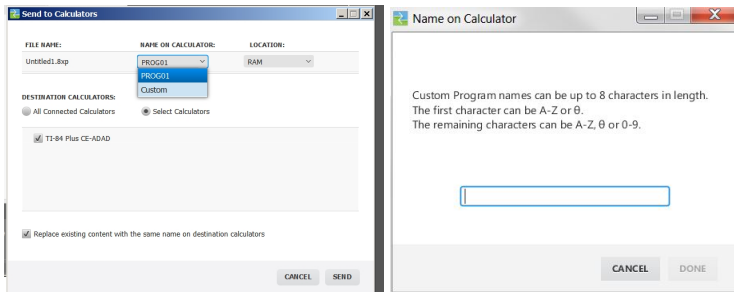 Send to Calculators
FILE NAME: NAME ON CALCULATOR: LOCATION:
Untitled1.8xp PROG01 RAM
PROG01
Custom
DESTINATION CALCULATORS:
All Connected Calculators Select Calculators
TI-84 Plus CE-ADAD
Replace existing content with the same name on destination calculators
CANCEL SEND
Name on Calculator
Custom Program names can be up to 8 characters in length.
The first character can be A-Z or θ.
The remaining characters can be A-Z, θ or 0-9.
CANCEL DONE